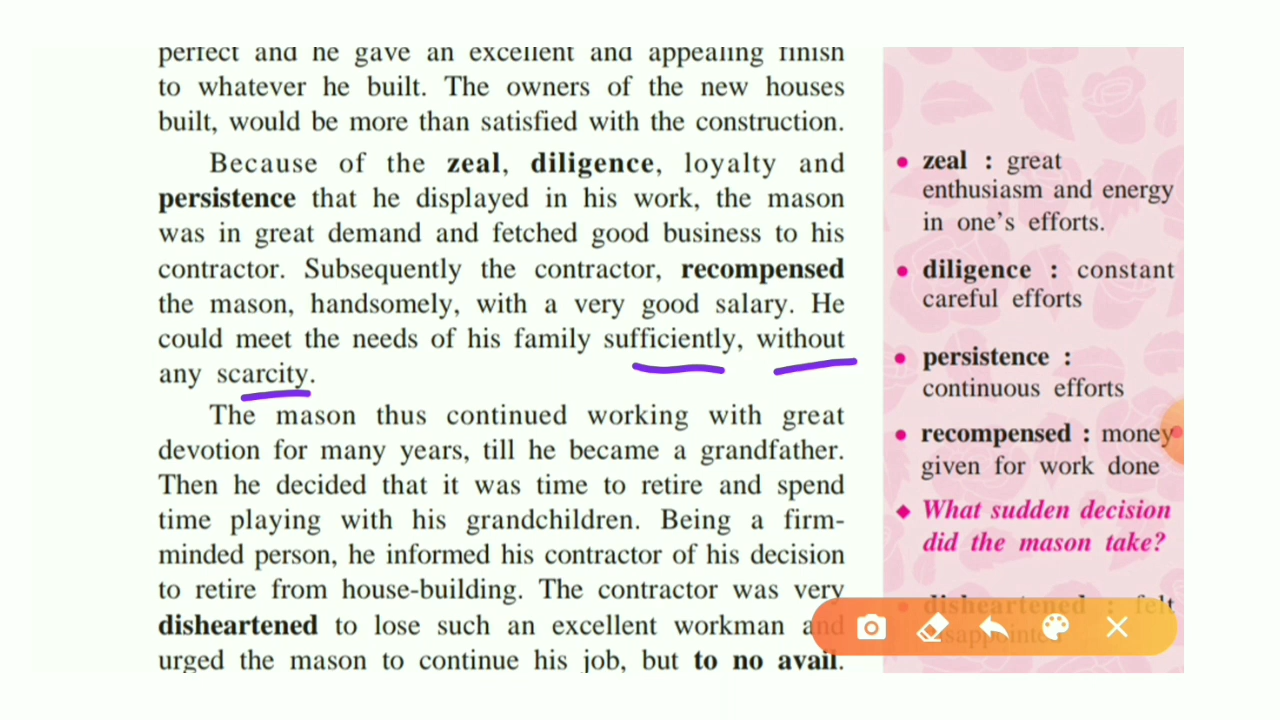 perfect and he gave an excellent and appealing finish
to whatever he built. The owners of the new houses
built, would be more than satisfied with the construction.
Because of the zeal, diligence, loyalty and
persistence that he displayed in his work, the mason
was in great demand and fetched good business to his
contractor. Subsequently the contractor, recompensed
the mason, handsomely, with a very good salary. He
could meet the needs of his family sufficiently, without
any scarcity.
The mason thus continued working with great
devotion for many years, till he became a grandfather.
Then he decided that it was time to retire and spend
time playing with his grandchildren. Being a firm-
minded person, he informed his contractor of his decision
to retire from house-building. The contractor was very
disheartened to lose such an excellent workman and
urged the mason to continue his job, but to no avail.
• zeal : great
enthusiasm and energy
in one's efforts.
• diligence : constant
careful efforts
• persistence :
continuous efforts
• recompensed : money
given for work done
◆ What sudden decision
did the mason take?
• disheartened : felt
disappointed